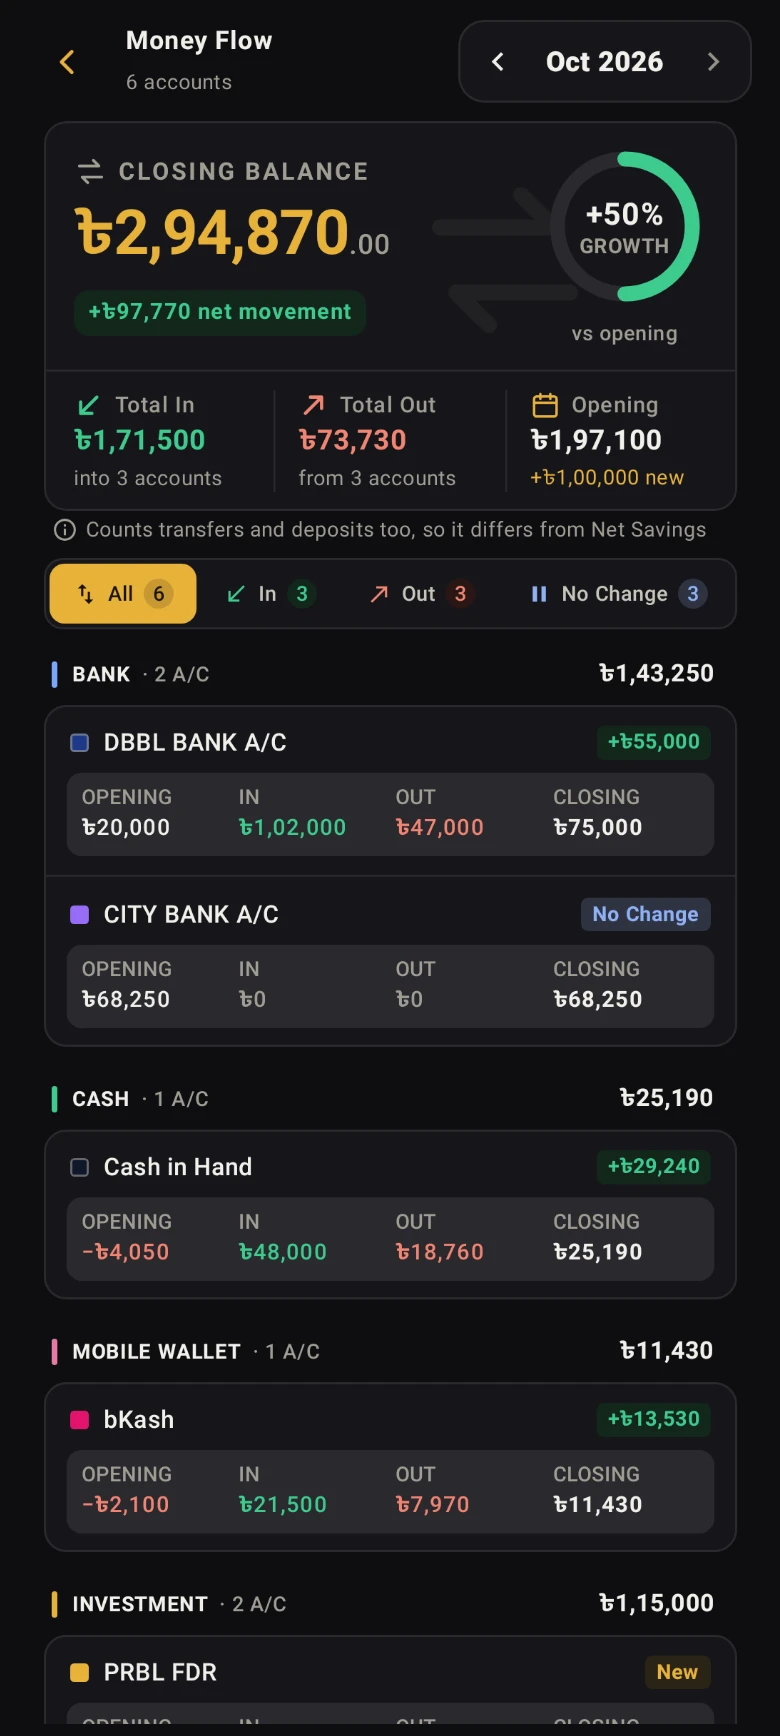 Money Flow
6 accounts
Oct 2026
CLOSING BALANCE
৳2,94,870.00
+৳97,770 net movement
+50%
GROWTH
vs opening
Total In
৳1,71,500
into 3 accounts
Total Out
৳73,730
from 3 accounts
Opening
৳1,97,100
+৳1,00,000 new
Counts transfers and deposits too, so it differs from Net Savings
All 6 In 3 Out 3 No Change 3
BANK · 2 A/C ৳1,43,250
DBBL BANK A/C +৳55,000
OPENING IN OUT CLOSING
৳20,000 ৳1,02,000 ৳47,000 ৳75,000
CITY BANK A/C No Change
OPENING IN OUT CLOSING
৳68,250 ৳0 ৳0 ৳68,250
CASH · 1 A/C ৳25,190
Cash in Hand +৳29,240
OPENING IN OUT CLOSING
−৳4,050 ৳48,000 ৳18,760 ৳25,190
MOBILE WALLET · 1 A/C ৳11,430
bKash +৳13,530
OPENING IN OUT CLOSING
−৳2,100 ৳21,500 ৳7,970 ৳11,430
INVESTMENT · 2 A/C ৳1,15,000
PRBL FDR New
OPENING IN OUT CLOSING